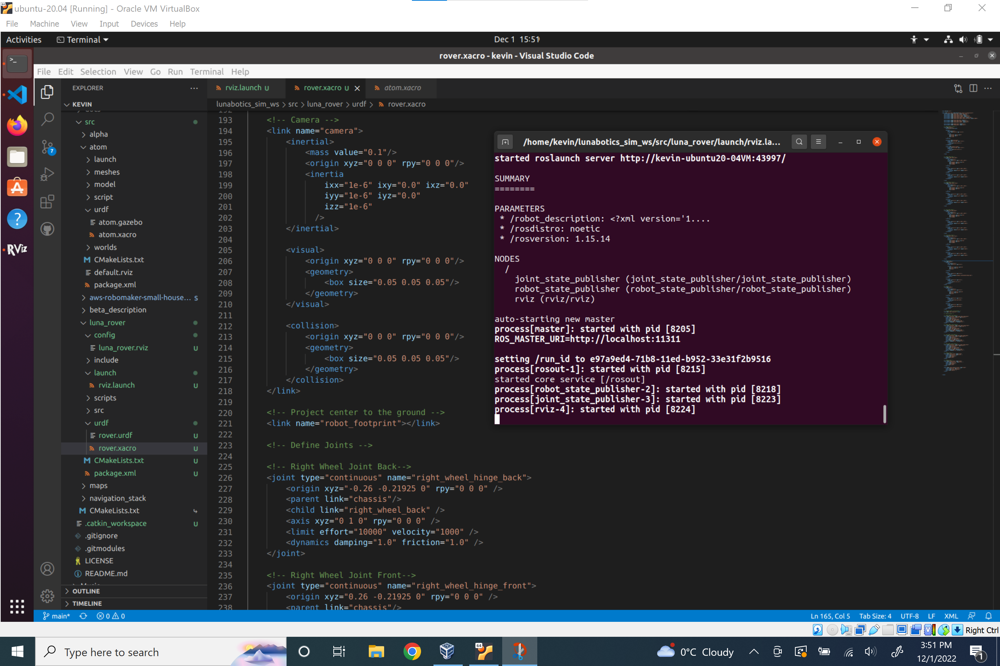 ubuntu-20.04 [Running] - Oracle VM VirtualBox
File Machine View Input Devices Help
Activities Terminal Dec 1 15:51
rover.xacro - kevin - Visual Studio Code
File Edit Selection View Go Run Terminal Help
EXPLORER ···
rviz.launch U rover.xacro U atom.xacro
lunabotics_sim_ws > src > luna_rover > urdf > rover.xacro
KEVIN
docs
src
alpha
atom
launch
meshes
model
script
urdf
atom.gazebo
atom.xacro
worlds
CMakeLists.txt
default.rviz
package.xml
aws-robomaker-small-house... S
beta_description
luna_rover
config
luna_rover.rviz U
include
launch
rviz.launch U
scripts
src
urdf
rover.urdf U
rover.xacro U
CMakeLists.txt U
package.xml U
maps
navigation_stack
CMakeLists.txt
.catkin_workspace U
.gitignore
.gitmodules
LICENSE
README.md
OUTLINE
TIMELINE
7
RViz
192
193 <!-- Camera -->
194 <link name="camera">
195 <inertial>
196 <mass value="0.1"/>
197 <origin xyz="0 0 0" rpy="0 0 0"/>
198 <inertia
199 ixx="1e-6" ixy="0.0" ixz="0.0"
200 iyy="1e-6" iyz="0.0"
201 izz="1e-6"
202 />
203 </inertial>
204
205 <visual>
206 <origin xyz="0 0 0" rpy="0 0 0"/>
207 <geometry>
208 <box size="0.05 0.05 0.05"/>
209 </geometry>
210 </visual>
211
212 <collision>
213 <origin xyz="0 0 0" rpy="0 0 0"/>
214 <geometry>
215 <box size="0.05 0.05 0.05"/>
216 </geometry>
217 </collision>
218 </link>
219
220 <!-- Project center to the ground -->
221 <link name="robot_footprint"></link>
222
223 <!-- Define Joints -->
224
225 <!-- Right Wheel Joint Back-->
226 <joint type="continuous" name="right_wheel_hinge_back">
227 <origin xyz="-0.26 -0.21925 0" rpy="0 0 0" />
228 <parent link="chassis"/>
229 <child link="right_wheel_back" />
230 <axis xyz="0 1 0" rpy="0 0 0" />
231 <limit effort="10000" velocity="1000" />
232 <dynamics damping="1.0" friction="1.0" />
233 </joint>
234
235 <!-- Right Wheel Joint Front-->
236 <joint type="continuous" name="right_wheel_hinge_front">
237 <origin xyz="0.26 -0.21925 0" rpy="0 0 0" />
238 <parent link="chassis"/>
/home/kevin/lunabotics_sim_ws/src/luna_rover/launch/rviz.la...
started roslaunch server http://kevin-ubuntu20-04VM:43997/
SUMMARY
========
PARAMETERS
* /robot_description: <?xml version='1....
* /rosdistro: noetic
* /rosversion: 1.15.14
NODES
/
joint_state_publisher (joint_state_publisher/joint_state_publisher)
robot_state_publisher (robot_state_publisher/robot_state_publisher)
rviz (rviz/rviz)
auto-starting new master
process[master]: started with pid [8205]
ROS_MASTER_URI=http://localhost:11311
setting /run_id to e97a9ed4-71b8-11ed-b952-33e31f2b9516
process[rosout-1]: started with pid [8215]
started core service [/rosout]
process[robot_state_publisher-2]: started with pid [8218]
process[joint_state_publisher-3]: started with pid [8223]
process[rviz-4]: started with pid [8224]
main* 0 0 Ln 165, Col 5 Tab Size: 4 UTF-8 LF XML
Right Ctrl
Type here to search 64 0°C Cloudy 3:51 PM
12/1/2022 1